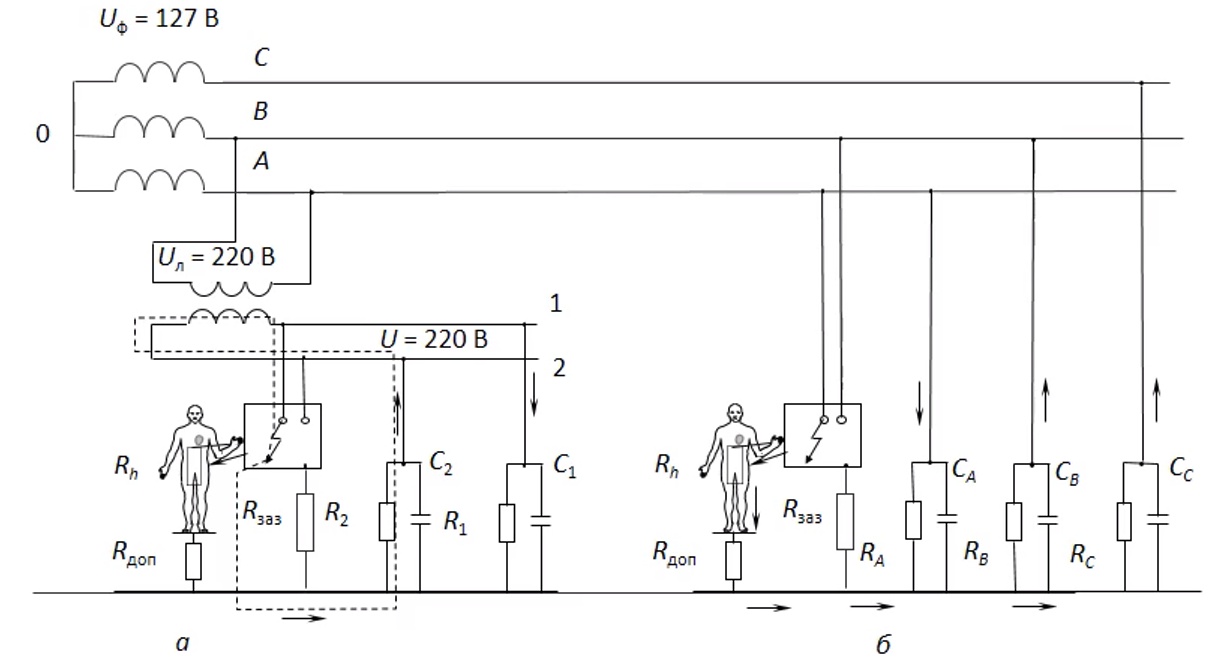 Uф = 127 В
C
B
0
A
Uл = 220 В
1
U = 220 В
2
Rh
Rзаз
R2
C2
R1
C1
Rдоп
Rh
Rзаз
RA
CA
RB
CB
RC
CC
Rдоп
а
б